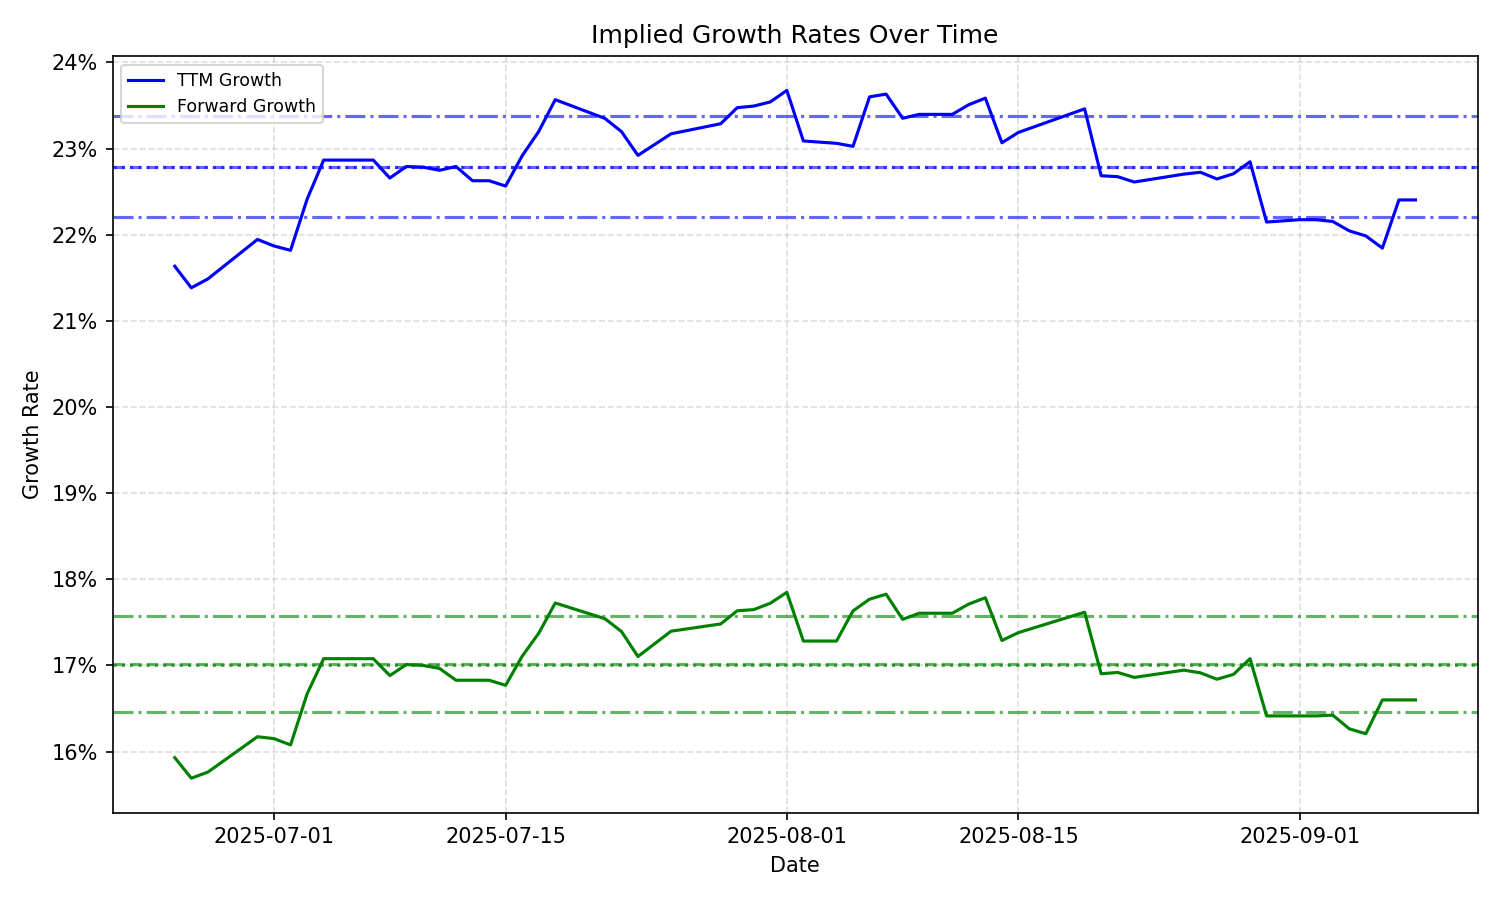 Implied Growth Rates Over Time
TTM Growth
Forward Growth
Growth Rate
24%
23%
22%
21%
20%
19%
18%
17%
16%
2025-07-01
2025-07-15
2025-08-01
2025-08-15
2025-09-01
Date